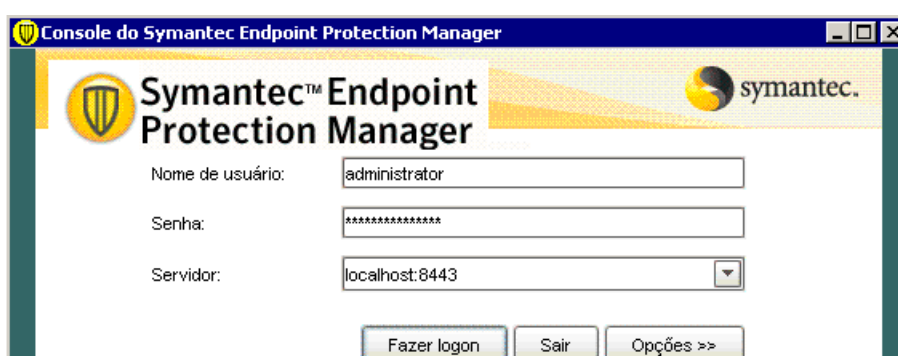 Console do Symantec Endpoint Protection Manager
Symantec™ Endpoint
Protection Manager
symantec.
Nome de usuário: administrator
Senha: ***************
Servidor: localhost:8443
Fazer logon Sair Opções >>